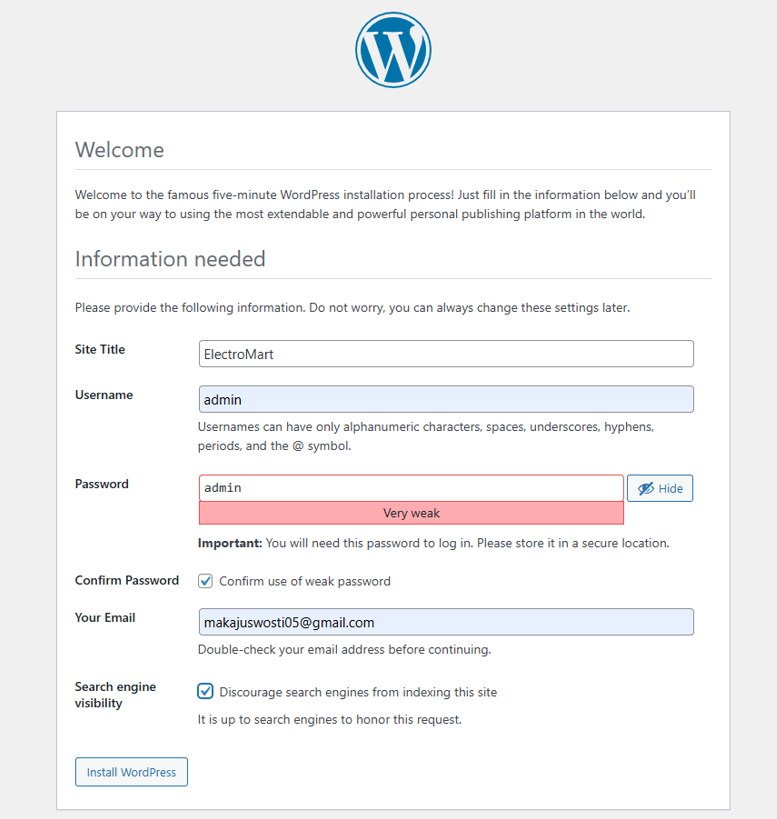 Welcome
Welcome to the famous five-minute WordPress installation process! Just fill in the information below and you'll
be on your way to using the most extendable and powerful personal publishing platform in the world.
Information needed
Please provide the following information. Do not worry, you can always change these settings later.
Site Title
ElectroMart
Username
admin
Usernames can have only alphanumeric characters, spaces, underscores, hyphens,
periods, and the @ symbol.
Password
admin
Hide
Very weak
Important: You will need this password to log in. Please store it in a secure location.
Confirm Password
Confirm use of weak password
Your Email
makajuswosti05@gmail.com
Double-check your email address before continuing.
Search engine
visibility
Discourage search engines from indexing this site
It is up to search engines to honor this request.
Install WordPress